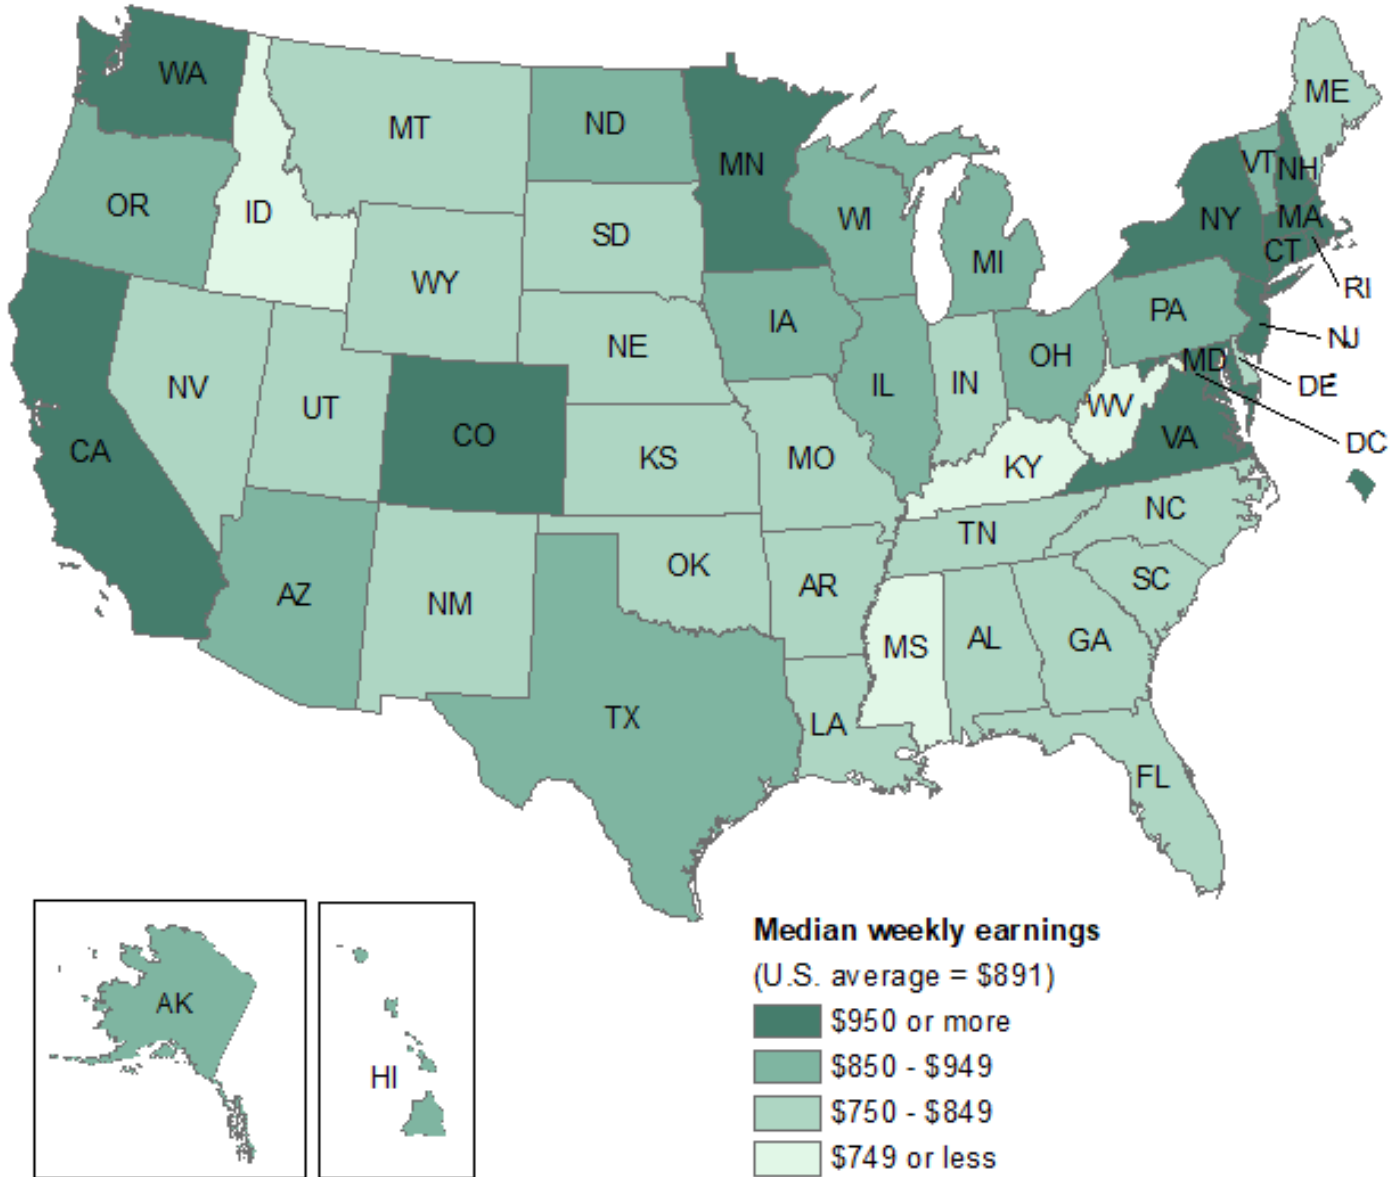 WA
MT
ND
MN
ME
VT
NH
OR
ID
SD
WI
MI
NY
MA
CT
RI
WY
IA
PA
NJ
NE
OH
NV
UT
IL
IN
MD
DE
WV
CA
CO
KS
MO
KY
VA
DC
NC
TN
OK
AR
SC
AZ
NM
MS
AL
GA
TX
LA
FL
AK
HI
Median weekly earnings
(U.S. average = $891)
$950 or more
$850 - $949
$750 - $849
$749 or less